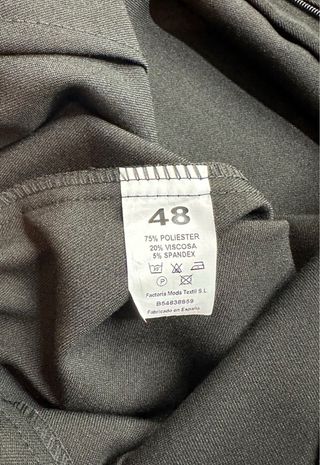 48
75% POLIESTER
20% VISCOSA
5% SPANDEX
P
Factoria Moda Textil S.L
B54838859
Fabricado en España